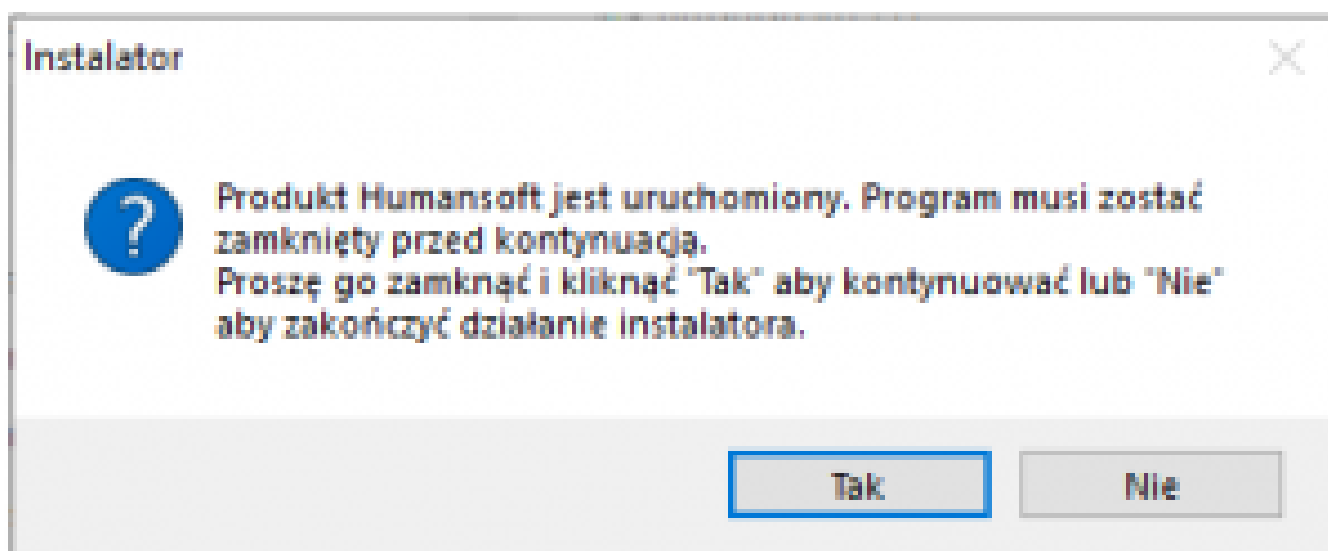 Instalator
Produkt Humansoft jest uruchomiony. Program musi zostać
zamknięty przed kontynuacją.
Proszę go zamknąć i kliknąć "Tak" aby kontynuować lub "Nie"
aby zakończyć działanie instalatora.
Tak
Nie